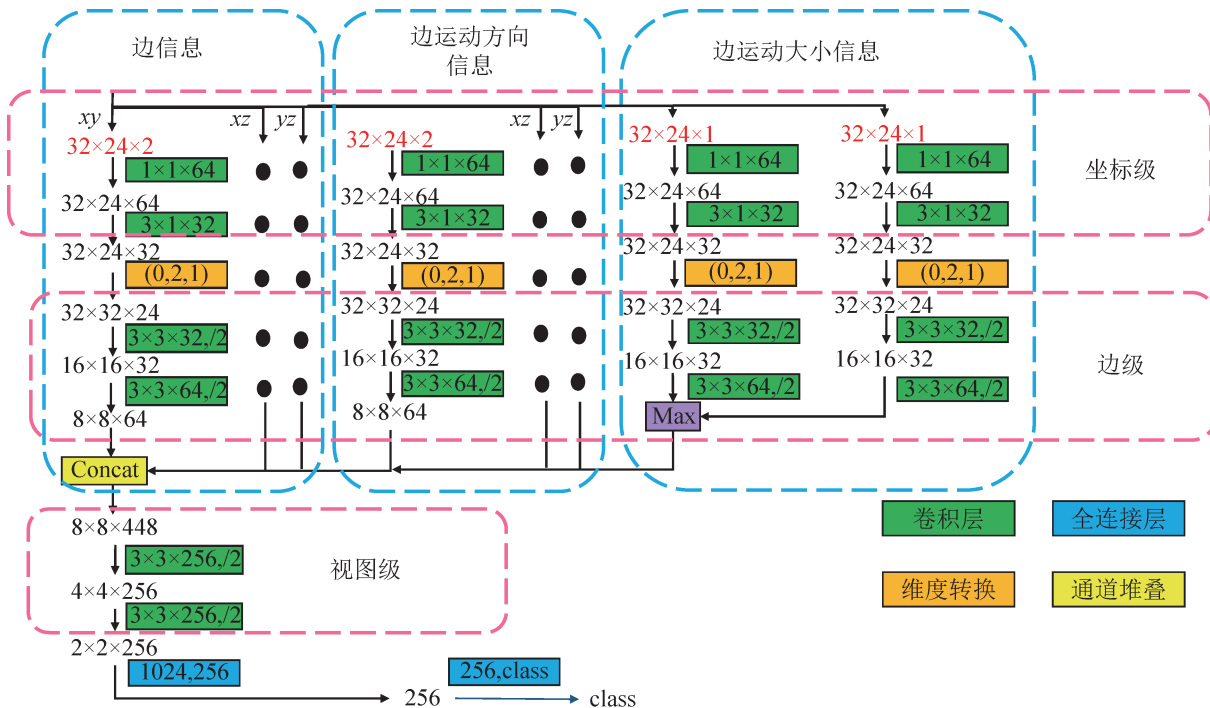 边信息
边运动方向
信息
边运动大小信息
xy
xz
yz
xz
yz
32×24×2
32×24×2
32×24×1
32×24×1
1×1×64
1×1×64
1×1×64
1×1×64
坐标级
32×24×64
32×24×64
32×24×64
32×24×64
3×1×32
3×1×32
3×1×32
3×1×32
32×24×32
32×24×32
32×24×32
32×24×32
(0,2,1)
(0,2,1)
(0,2,1)
(0,2,1)
32×32×24
32×32×24
32×32×24
32×32×24
3×3×32,/2
3×3×32,/2
3×3×32,/2
3×3×32,/2
16×16×32
16×16×32
16×16×32
16×16×32
边级
3×3×64,/2
3×3×64,/2
3×3×64,/2
3×3×64,/2
8×8×64
8×8×64
Max
Concat
8×8×448
3×3×256,/2
视图级
4×4×256
3×3×256,/2
2×2×256
1024,256
256,class
256
class
卷积层
全连接层
维度转换
通道堆叠